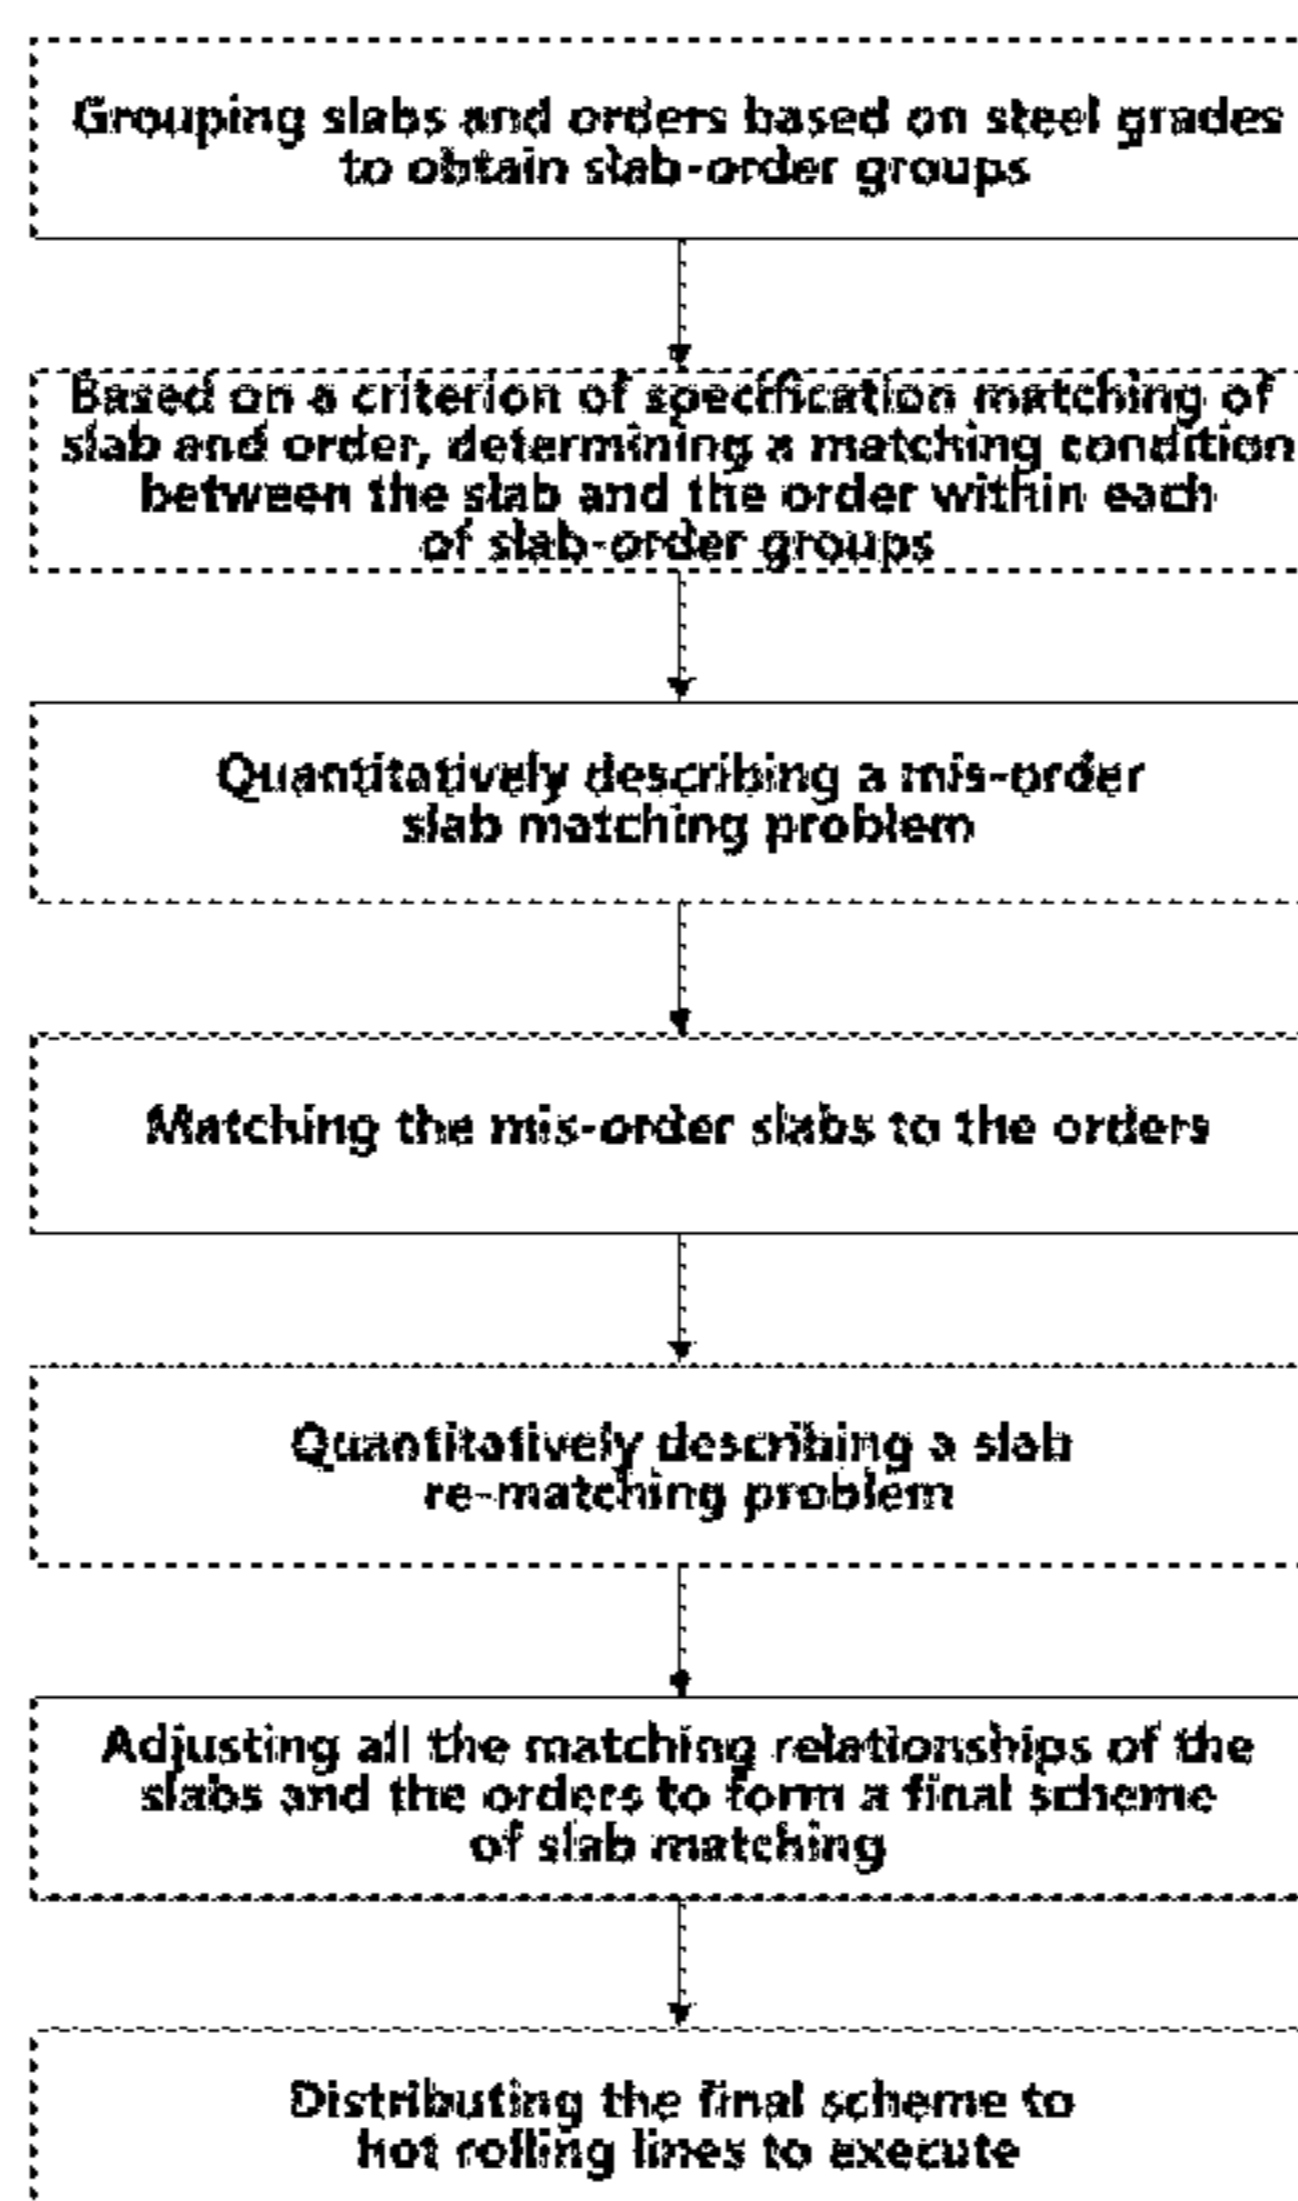 Grouping slabs and orders based on steel grades
to obtain slab-order groups
Based on a criterion of specification matching of
slab and order, determining a matching condition
between the slab and the order within each
of slab-order groups
Quantitatively describing a mis-order
slab matching problem
Matching the mis-order slabs to the orders
Quantitatively describing a slab
re-matching problem
Adjusting all the matching relationships of the
slabs and the orders to form a final scheme
of slab matching
Distributing the final scheme to
hot rolling lines to execute